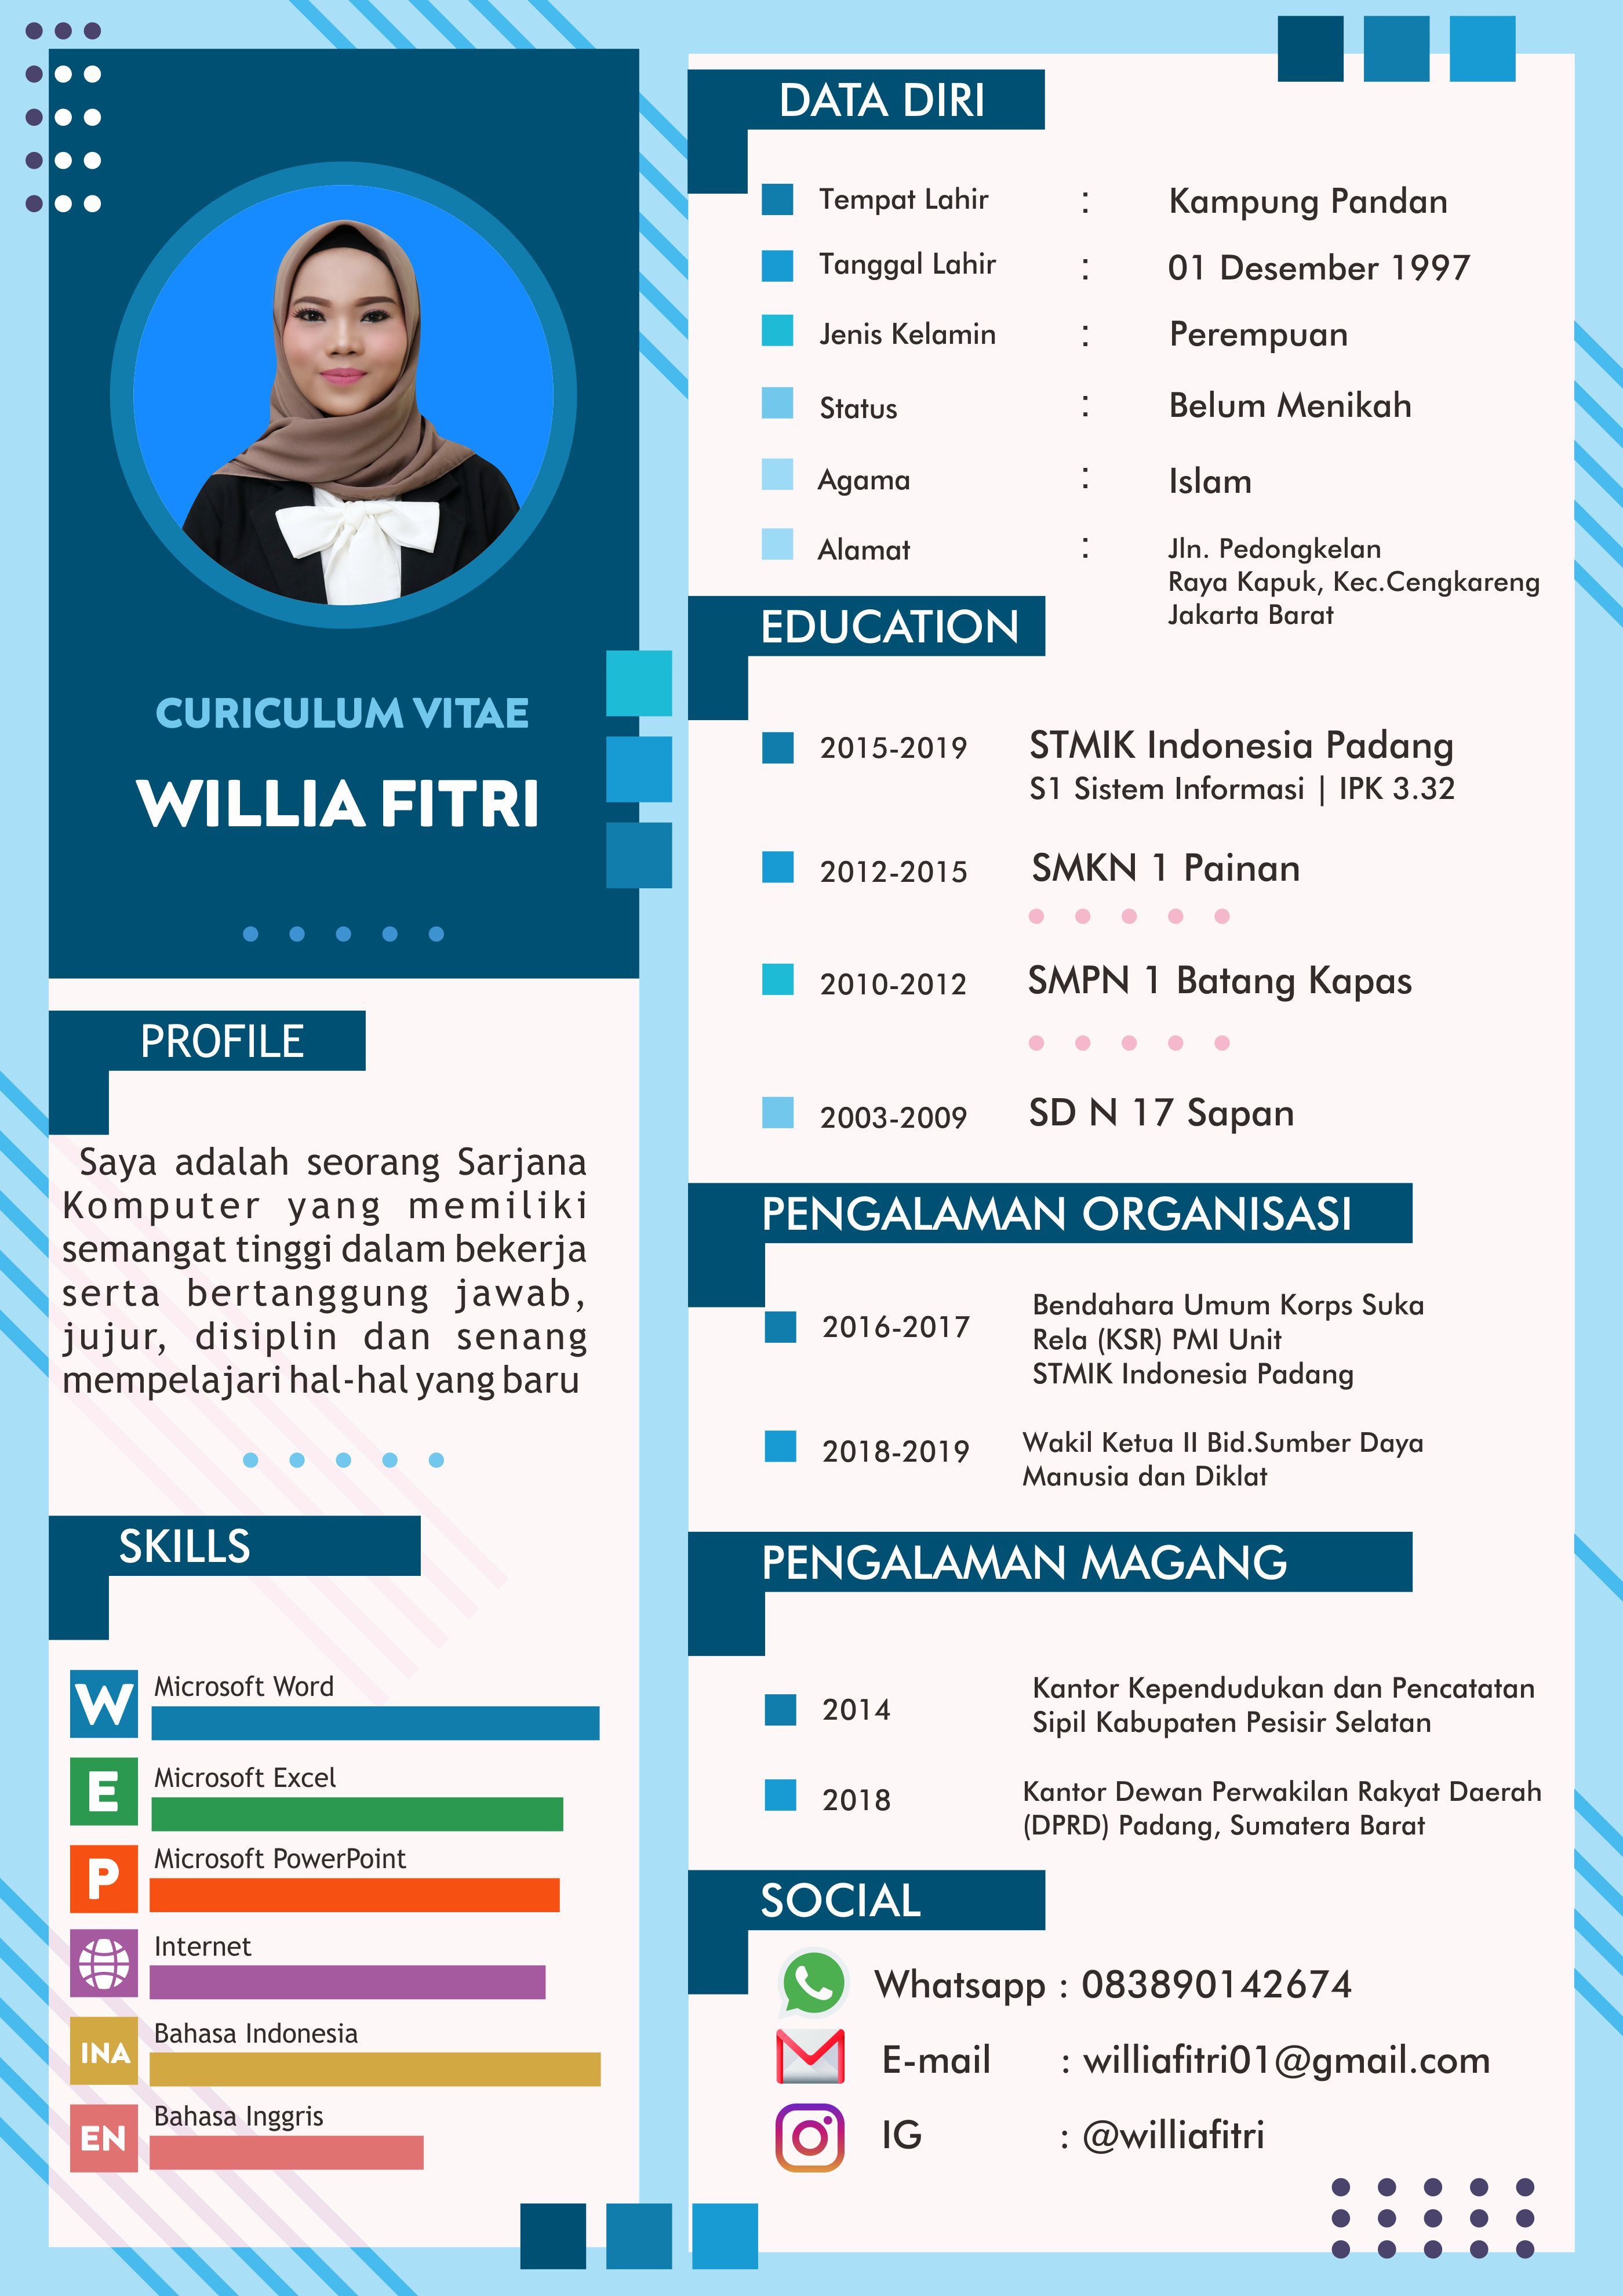 CURICULUM VITAE
WILLIA FITRI
PROFILE
Saya adalah seorang Sarjana
Komputer yang memiliki
semangat tinggi dalam bekerja
serta bertanggung jawab,
jujur, disiplin dan senang
mempelajari hal-hal yang baru
SKILLS
W Microsoft Word
E Microsoft Excel
P Microsoft PowerPoint
Internet
INA Bahasa Indonesia
EN Bahasa Inggris
DATA DIRI
Tempat Lahir : Kampung Pandan
Tanggal Lahir : 01 Desember 1997
Jenis Kelamin : Perempuan
Status : Belum Menikah
Agama : Islam
Alamat : Jln. Pedongkelan
Raya Kapuk, Kec.Cengkareng
Jakarta Barat
EDUCATION
2015-2019 STMIK Indonesia Padang
S1 Sistem Informasi | IPK 3.32
2012-2015 SMKN 1 Painan
2010-2012 SMPN 1 Batang Kapas
2003-2009 SD N 17 Sapan
PENGALAMAN ORGANISASI
2016-2017 Bendahara Umum Korps Suka
Rela (KSR) PMI Unit
STMIK Indonesia Padang
2018-2019 Wakil Ketua II Bid.Sumber Daya
Manusia dan Diklat
PENGALAMAN MAGANG
2014 Kantor Kependudukan dan Pencatatan
Sipil Kabupaten Pesisir Selatan
2018 Kantor Dewan Perwakilan Rakyat Daerah
(DPRD) Padang, Sumatera Barat
SOCIAL
Whatsapp : 083890142674
E-mail : williafitri01@gmail.com
IG : @williafitri